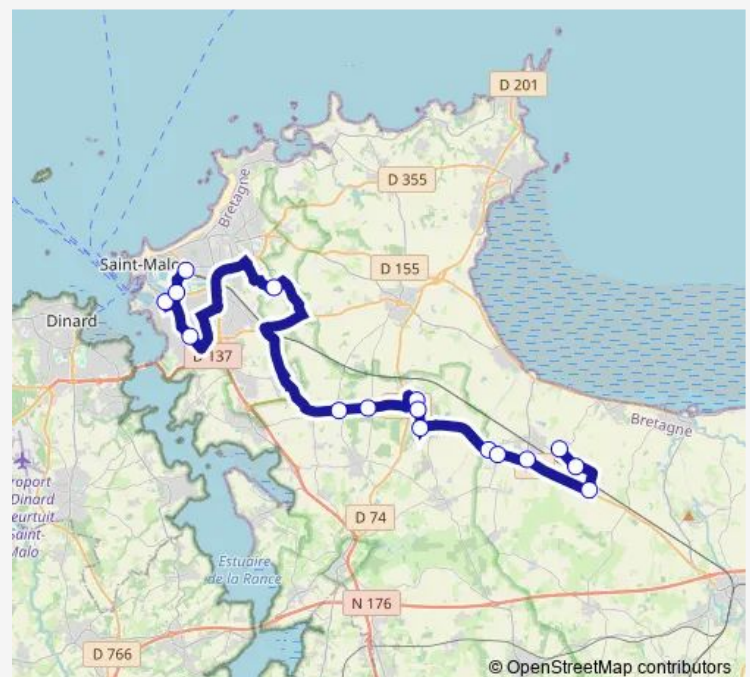 D 201
Bretagne
D 355
Saint-Malo
D 155
Dinard
D 137
Bretagne
D 74
Estuaire
de la Rance
N 176
D 766
© OpenStreetMap contributors